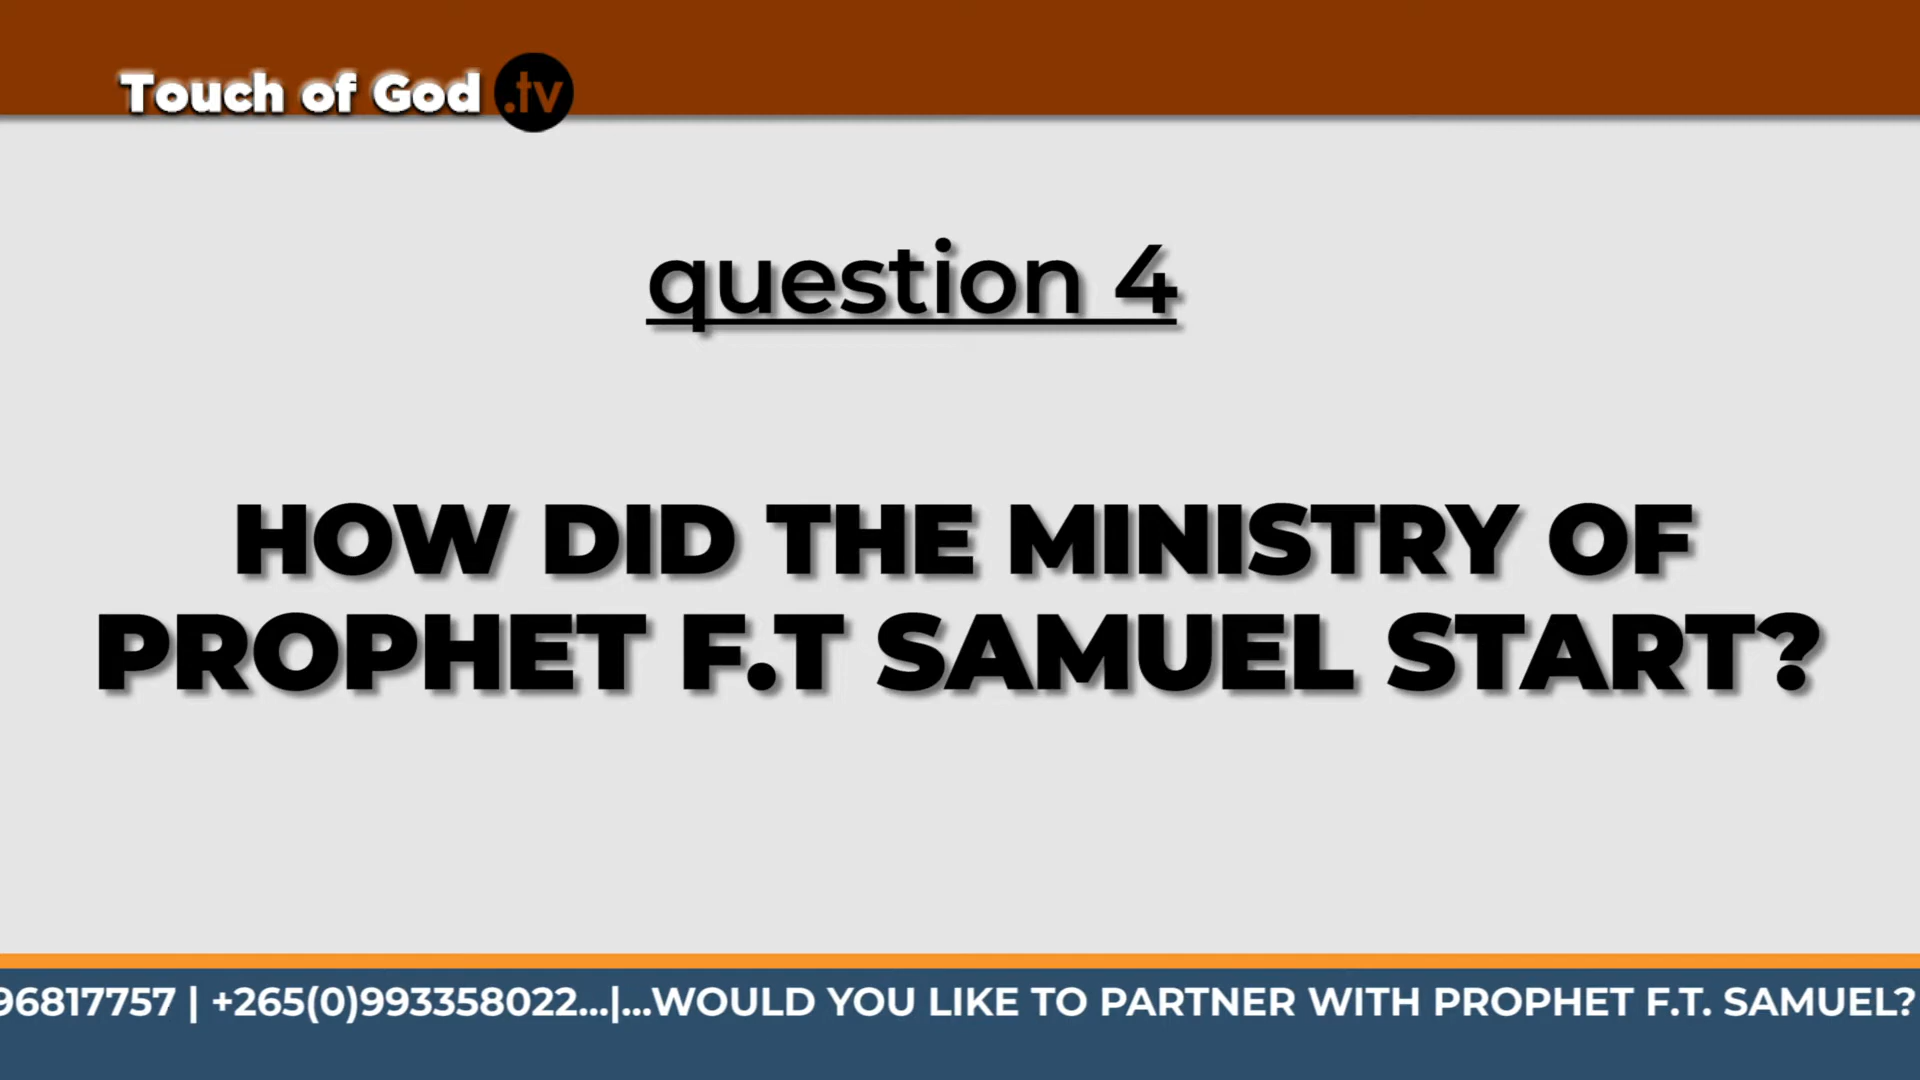 Touch of God .tv
question 4
HOW DID THE MINISTRY OF
PROPHET F.T SAMUEL START?
96817757 | +265(0)993358022...|...WOULD YOU LIKE TO PARTNER WITH PROPHET F.T. SAMUEL?